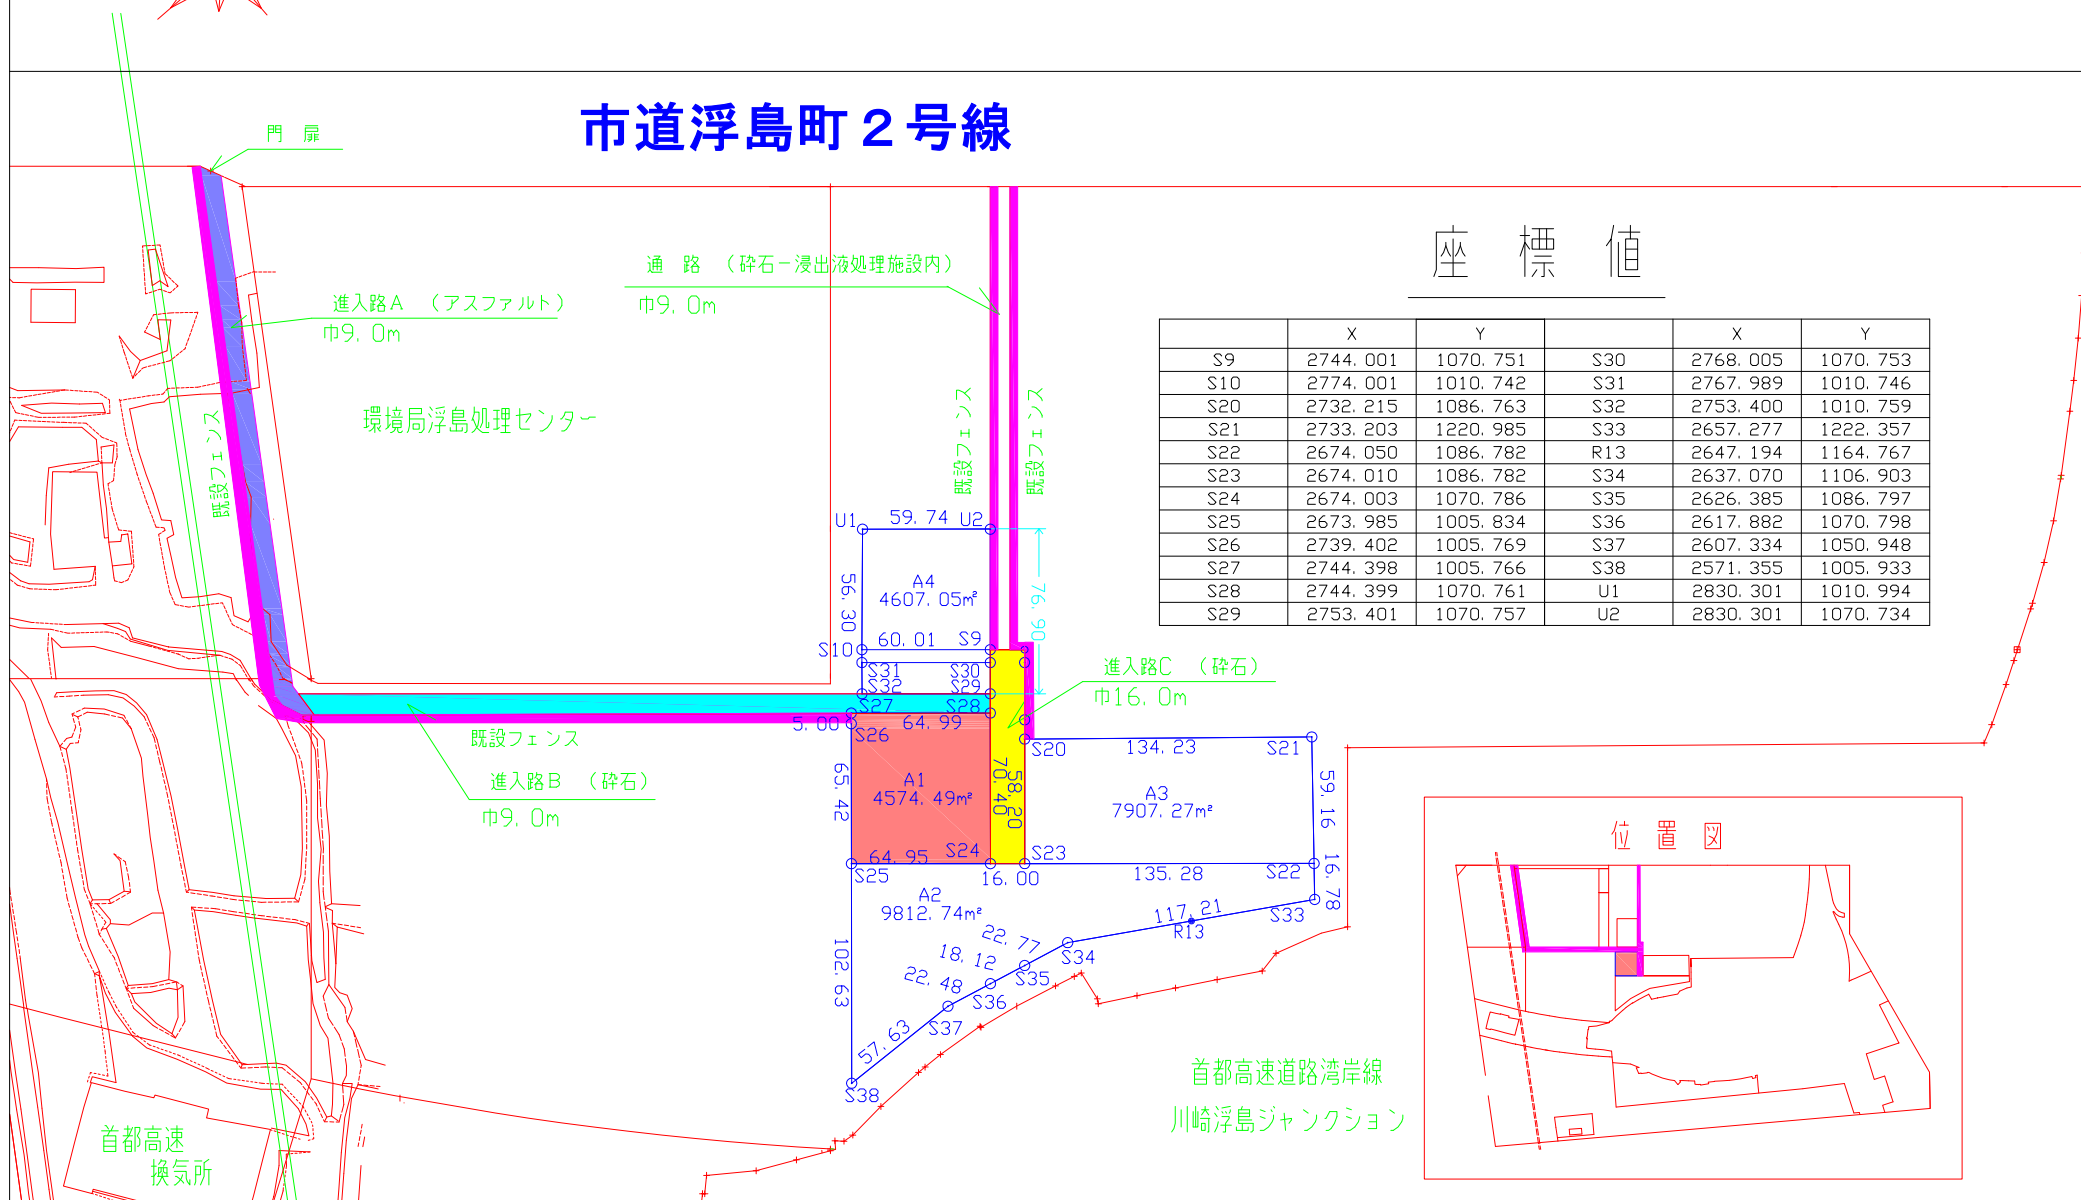 市道浮島町２号線
門 扉
座 標 値
通 路 （砕石－浸出液処理施設内）
巾9.0m
進入路A （アスファルト）
巾9.0m
環境局浮島処理センター
既設フェンス
既設フェンス
既設フェンス
X Y X Y
S9 2744.001 1070.751 S30 2768.005 1070.753
S10 2774.001 1010.742 S31 2767.989 1010.746
S20 2732.215 1086.763 S32 2753.400 1010.759
S21 2733.203 1220.985 S33 2657.277 1222.357
S22 2674.050 1086.782 R13 2647.194 1164.767
S23 2674.010 1086.782 S34 2637.070 1106.903
S24 2674.003 1070.786 S35 2626.385 1086.797
S25 2673.985 1005.834 S36 2617.882 1070.798
S26 2739.402 1005.769 S37 2607.334 1050.948
S27 2744.398 1005.766 S38 2571.355 1005.933
S28 2744.399 1070.761 U1 2830.301 1010.994
S29 2753.401 1070.757 U2 2830.301 1070.734
U1 59.74 U2
56.30
A4
4607.05㎡
76.90
S10 60.01 S9
S31 S30
S32 S29
S27 S28
5.00 64.99
S26
進入路C （砕石）
巾16.0m
既設フェンス
進入路B （砕石）
巾9.0m
S20 134.23 S21
65.42
A1
4574.49㎡
70.40
58.20
A3
7907.27㎡
59.16
64.95 S24 S23
S25 16.00 135.28 S22
16.78
A2
9812.74㎡
117.21 S33
R13
22.77 S34
18.12 S35
22.48 S36
S37
102.63
57.63
S38
位 置 図
首都高速道路湾岸線
川崎浮島ジャンクション
首都高速
換気所